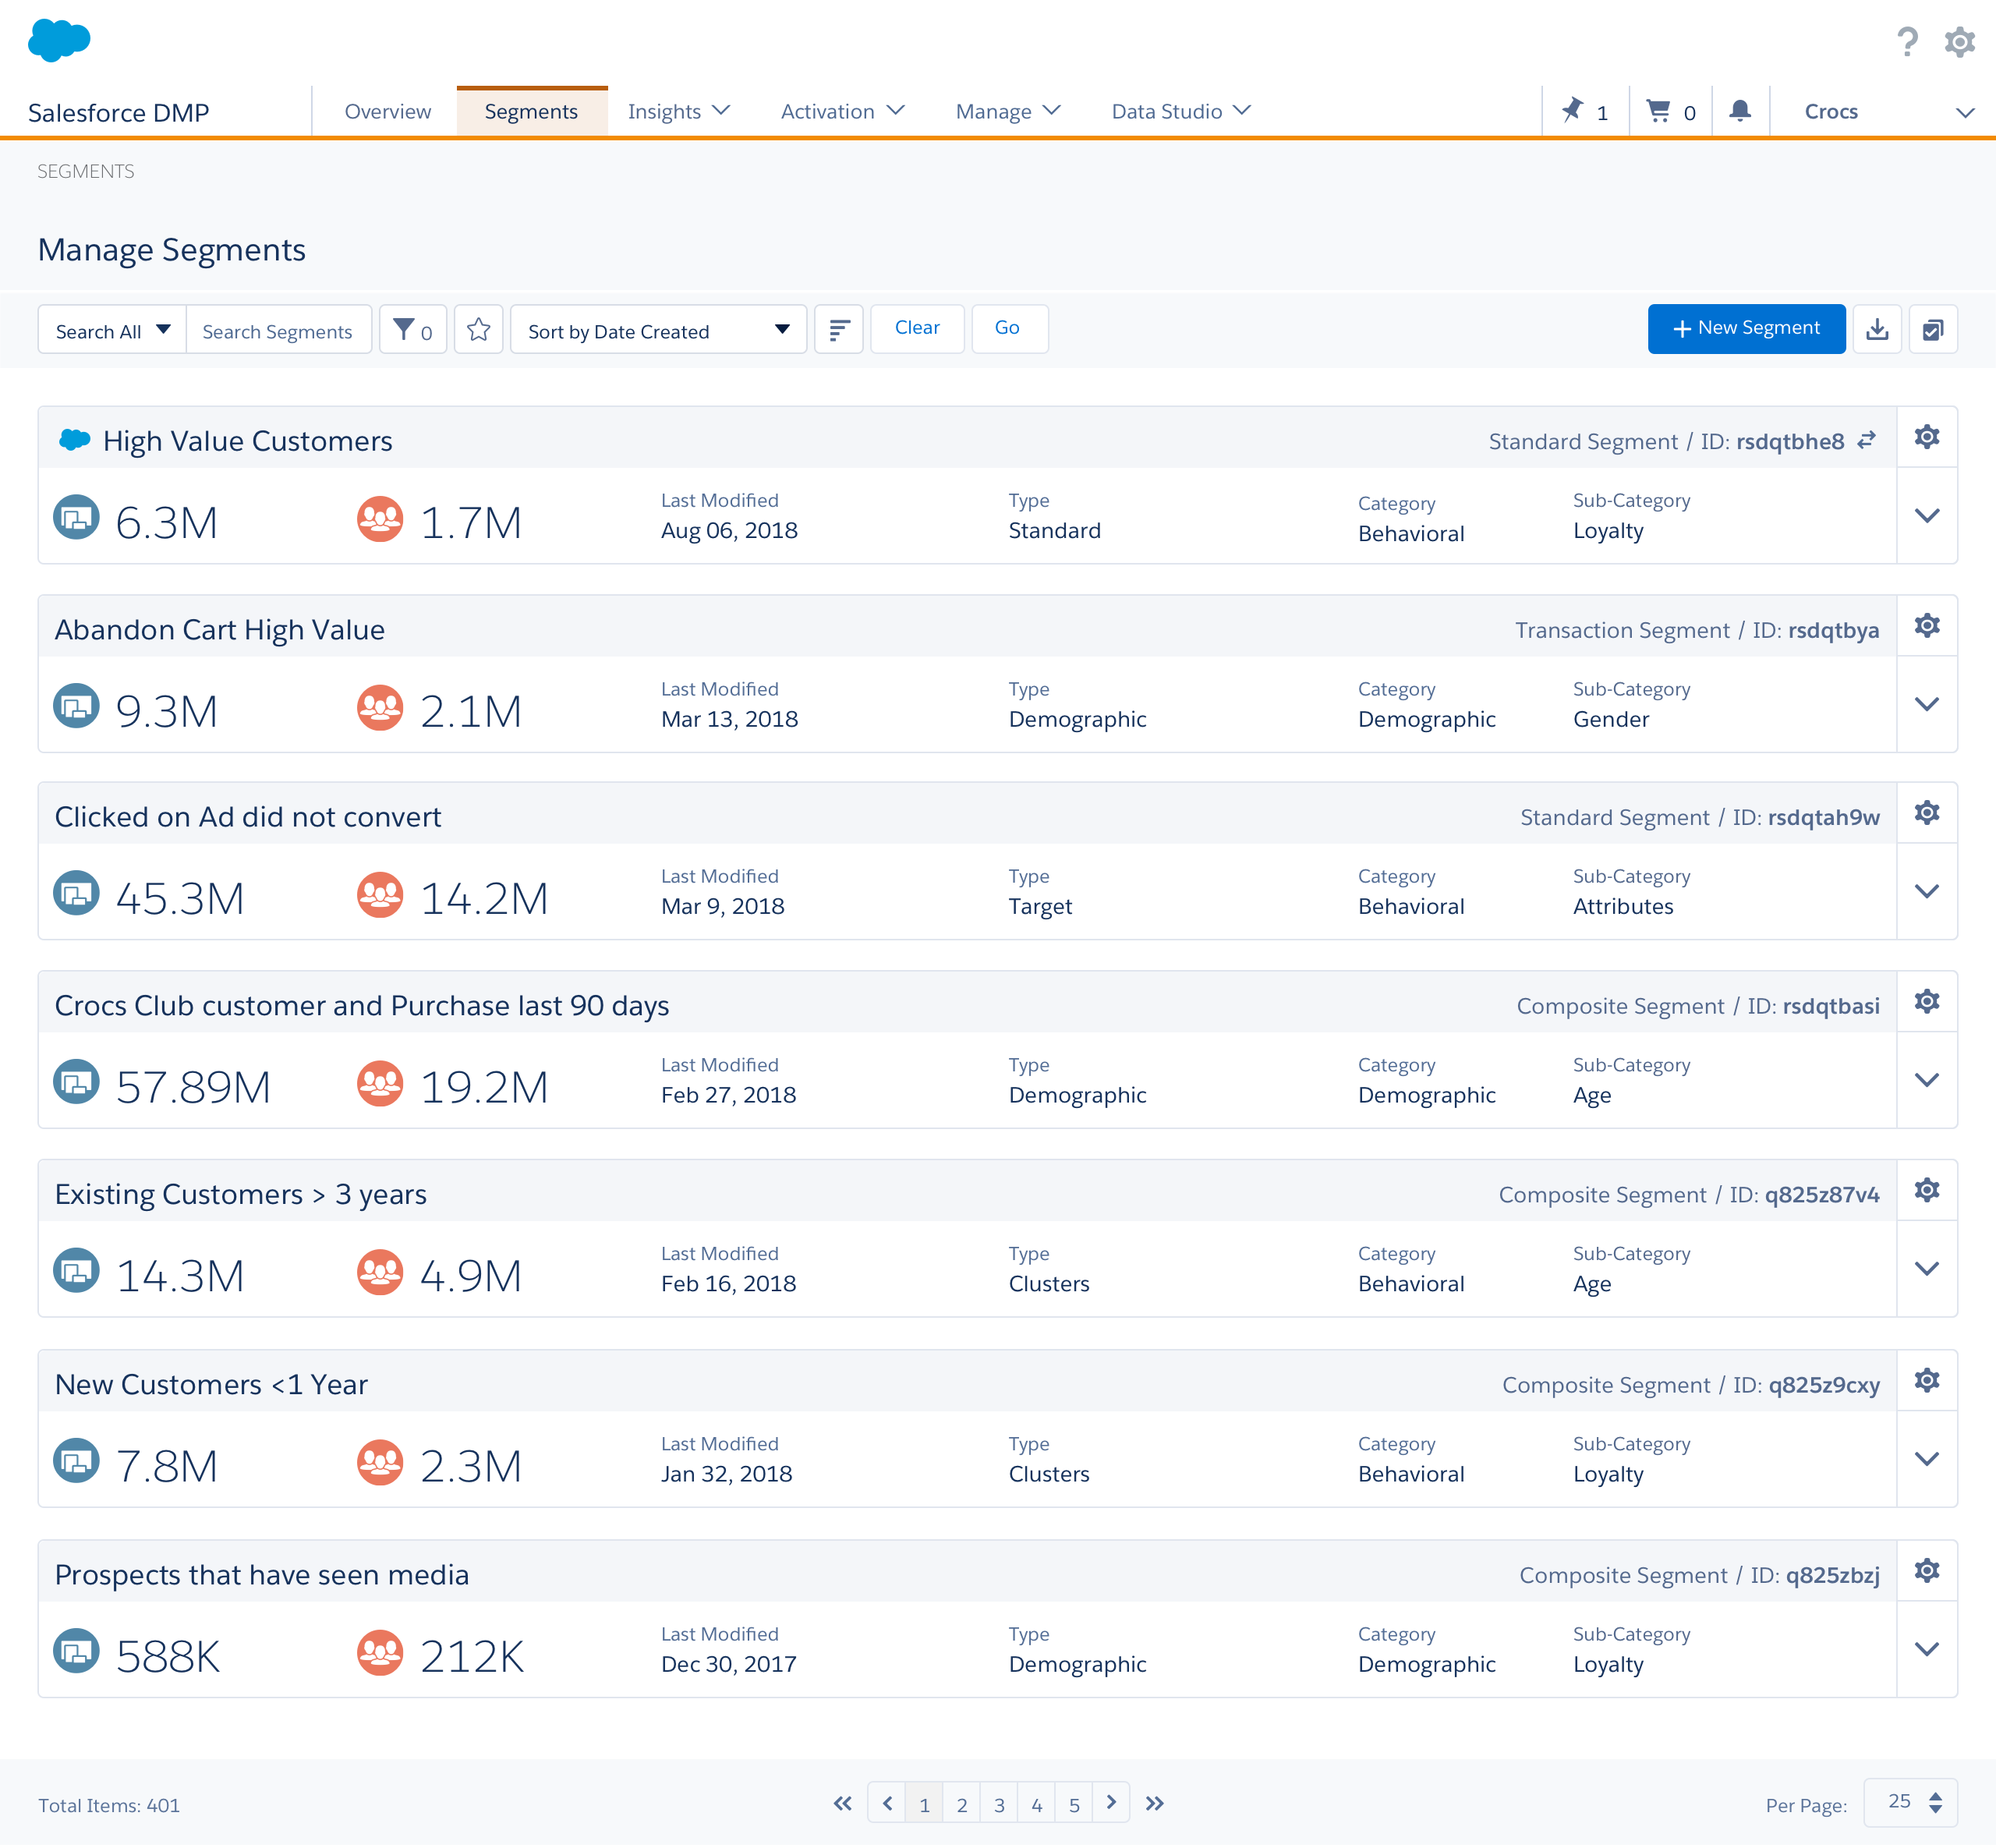 ?
Salesforce DMP Overview Segments Insights Activation Manage Data Studio 1 0 Crocs
SEGMENTS
Manage Segments
Search All Search Segments 0 Sort by Date Created Clear Go + New Segment
High Value Customers Standard Segment / ID: rsdqtbhe8
6.3M 1.7M
Last Modified Type Category Sub-Category
Aug 06, 2018 Standard Behavioral Loyalty
Abandon Cart High Value Transaction Segment / ID: rsdqtbya
9.3M 2.1M
Last Modified Type Category Sub-Category
Mar 13, 2018 Demographic Demographic Gender
Clicked on Ad did not convert Standard Segment / ID: rsdqtah9w
45.3M 14.2M
Last Modified Type Category Sub-Category
Mar 9, 2018 Target Behavioral Attributes
Crocs Club customer and Purchase last 90 days Composite Segment / ID: rsdqtbasi
57.89M 19.2M
Last Modified Type Category Sub-Category
Feb 27, 2018 Demographic Demographic Age
Existing Customers > 3 years Composite Segment / ID: q825z87v4
14.3M 4.9M
Last Modified Type Category Sub-Category
Feb 16, 2018 Clusters Behavioral Age
New Customers <1 Year Composite Segment / ID: q825z9cxy
7.8M 2.3M
Last Modified Type Category Sub-Category
Jan 32, 2018 Clusters Behavioral Loyalty
Prospects that have seen media Composite Segment / ID: q825zbzj
588K 212K
Last Modified Type Category Sub-Category
Dec 30, 2017 Demographic Demographic Loyalty
Total Items: 401 « < 1 2 3 4 5 > » Per Page: 25